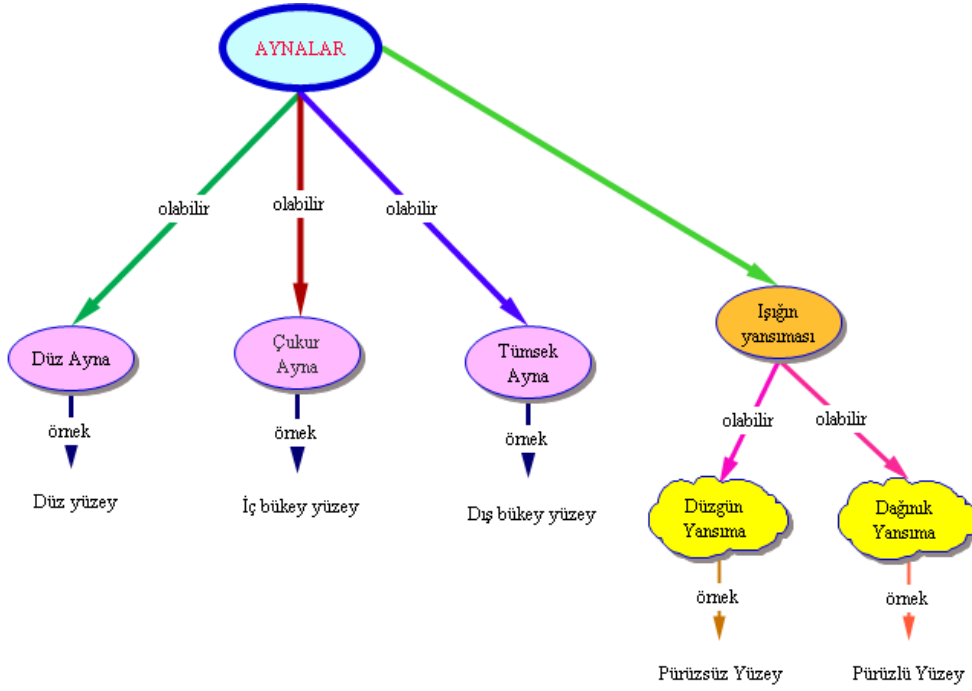 AYNALAR
olabilir
olabilir
olabilir
Düz Ayna
Çukur
Ayna
Tümsek
Ayna
Işığın
yansıması
örnek
örnek
örnek
olabilir
olabilir
Düz yüzey
İç bükey yüzey
Dış bükey yüzey
Düzgün
Yansıma
Dağınık
Yansıma
örnek
örnek
Pürüzsüz Yüzey
Pürüzlü Yüzey